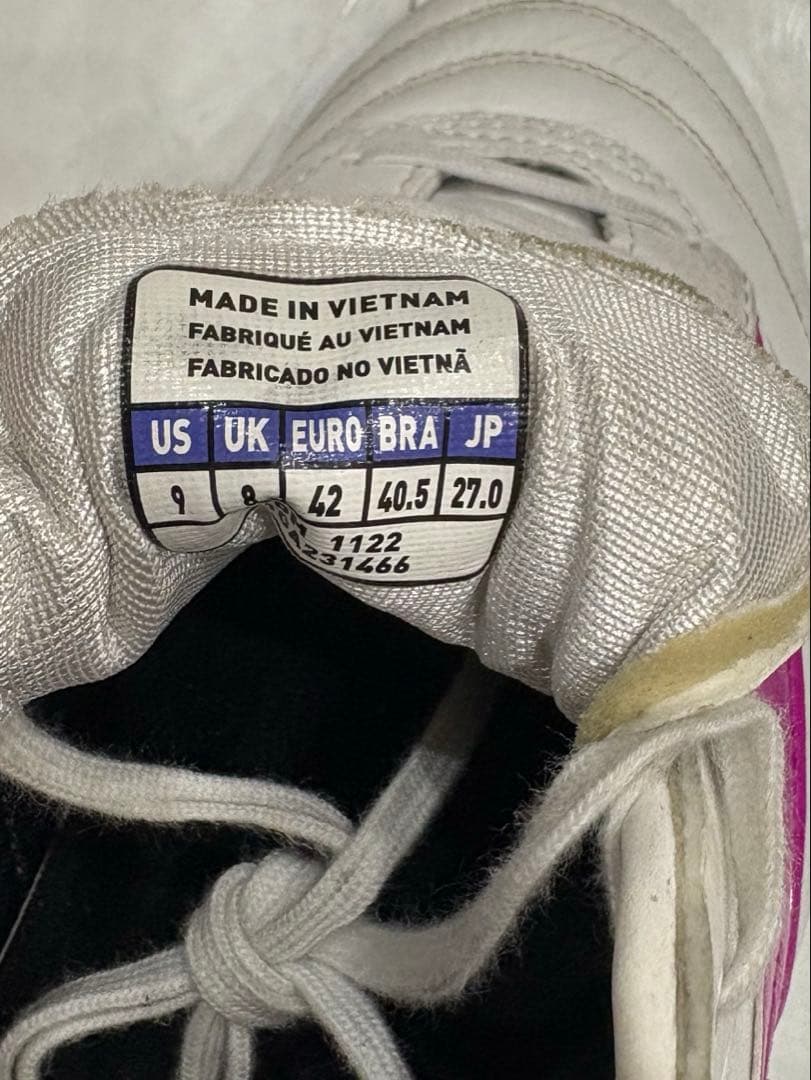 MADE IN VIETNAM
FABRIQUÉ AU VIETNAM
FABRICADO NO VIETNÃ
US UK EURO BRA JP
9 8 42 40.5 27.0
1122